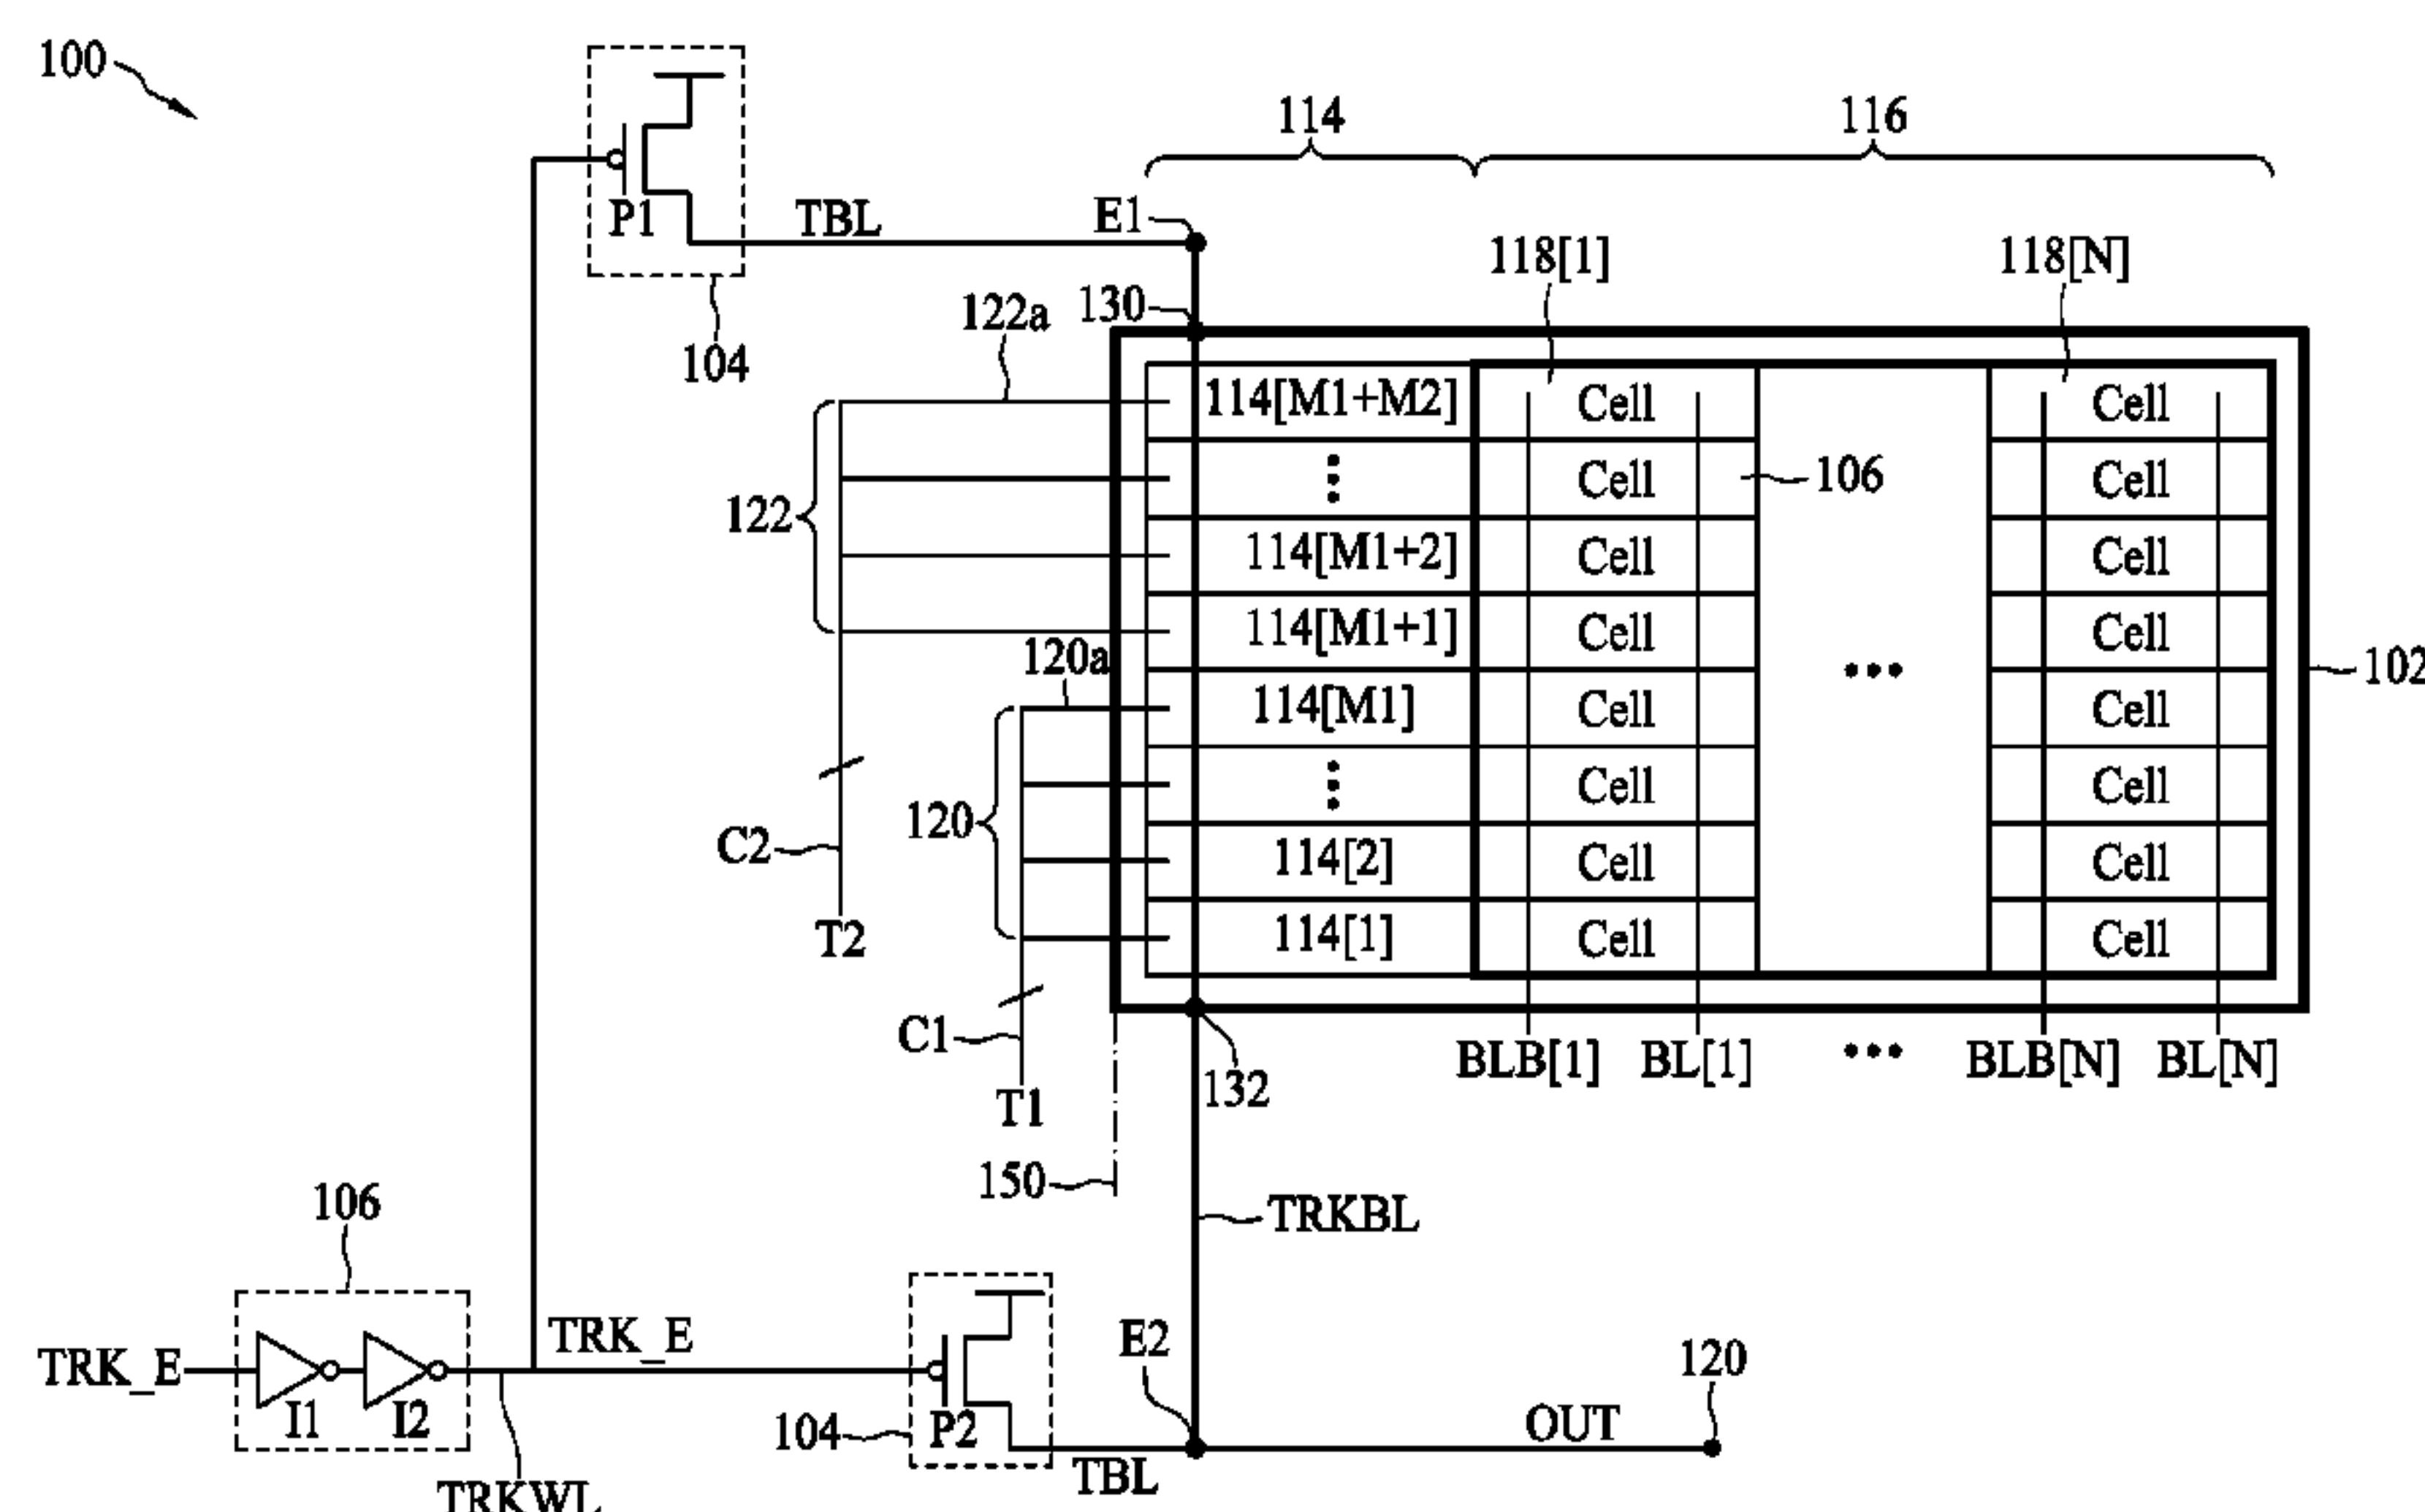 100
114
116
P1
TBL
E1
118[1]
118[N]
104
122a
130
114[M1+M2]
Cell
Cell
122
Cell
106
Cell
114[M1+2]
Cell
Cell
114[M1+1]
Cell
Cell
120a
102
114[M1]
Cell
Cell
120
Cell
Cell
C2
114[2]
Cell
Cell
T2
114[1]
Cell
Cell
C1
BLB[1]
BL[1]
BLB[N]
BL[N]
T1
132
150
106
TRKBL
TRK_E
I1
I2
TRK_E
E2
120
104
P2
OUT
TBL
TRKWL